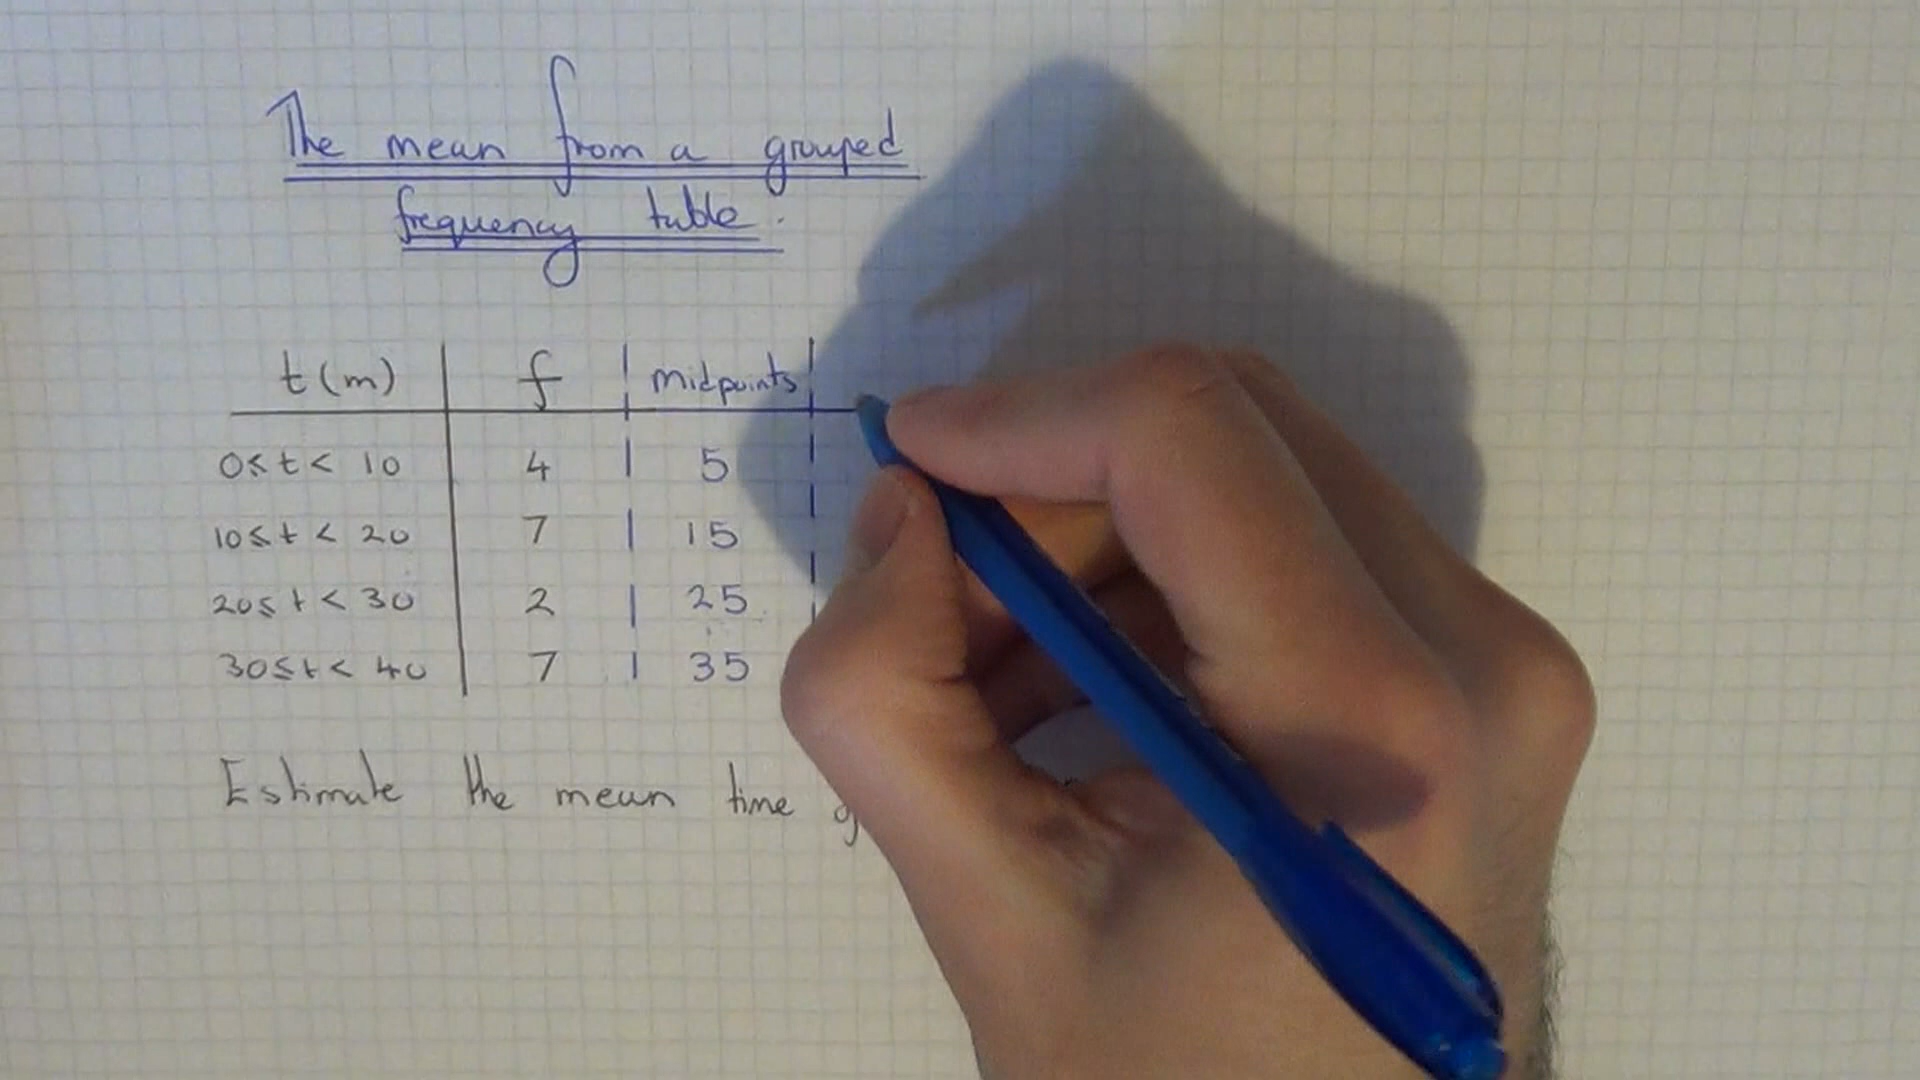 The mean from a grouped
frequency table.
t (m) f midpoints
0 ≤ t < 10 4 5
10 ≤ t < 20 7 15
20 ≤ t < 30 2 25
30 ≤ t < 40 7 35
Estimate the mean time